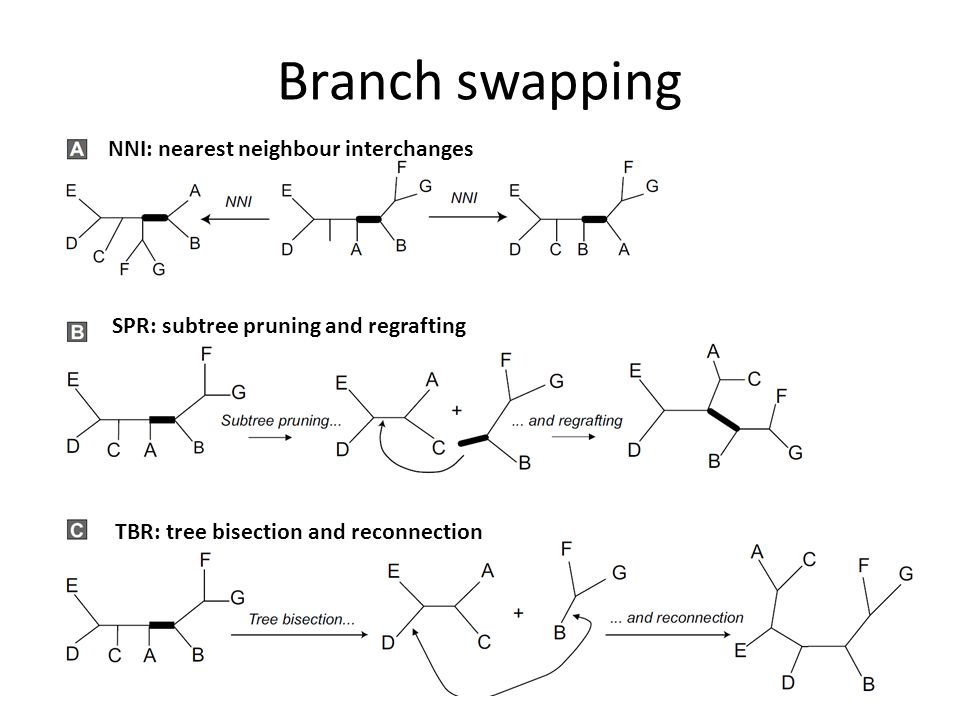 Branch swapping
A NNI: nearest neighbour interchanges
E A NNI E F G NNI E F G
D C F G B D A B D C B A
B SPR: subtree pruning and regrafting
E F G Subtree pruning... E A + F G ... and regrafting E A C F
D C A B D C B D B G
C TBR: tree bisection and reconnection
E F G Tree bisection... E A + F G ... and reconnection A C F G
D C A B D C B E D B